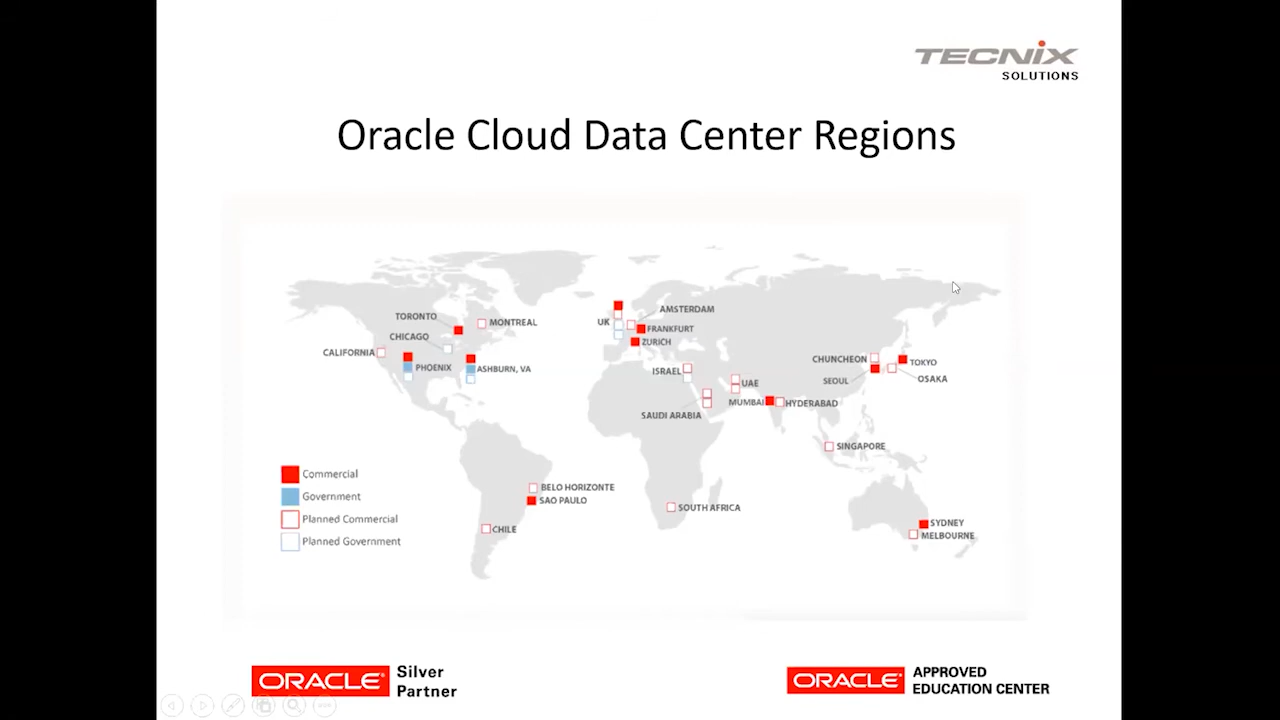 TECNIX
SOLUTIONS
Oracle Cloud Data Center Regions
TORONTO
MONTREAL
CHICAGO
CALIFORNIA
PHOENIX
ASHBURN, VA
UK
AMSTERDAM
FRANKFURT
ZURICH
ISRAEL
UAE
SAUDI ARABIA
MUMBAI
HYDERABAD
CHUNCHEON
SEOUL
TOKYO
OSAKA
SINGAPORE
BELO HORIZONTE
SAO PAULO
CHILE
SOUTH AFRICA
SYDNEY
MELBOURNE
Commercial
Government
Planned Commercial
Planned Government
ORACLE®
Silver
Partner
ORACLE®
APPROVED
EDUCATION CENTER